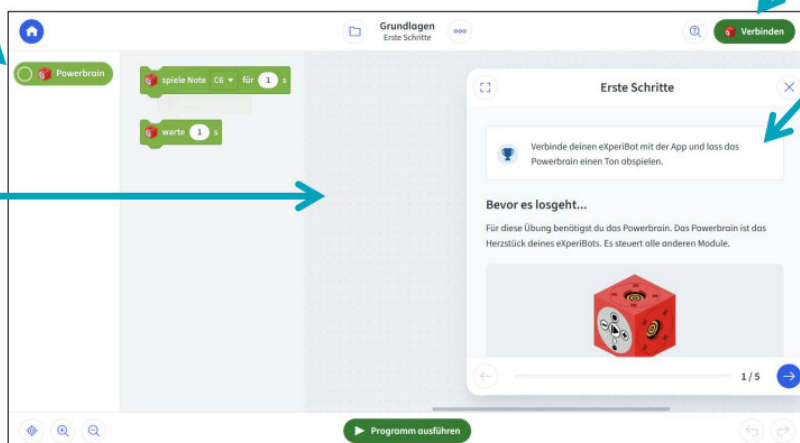 Grundlagen
Erste Schritte
Verbinden
Powerbrain
spiele Note C6 für 1 s
warte 1 s
Erste Schritte
Verbinde deinen eXperiBot mit der App und lass das
Powerbrain einen Ton abspielen.
Bevor es losgeht...
Für diese Übung benötigst du das Powerbrain. Das Powerbrain ist das
Herzstück deines eXperiBots. Es steuert alle anderen Module.
1 / 5
Programm ausführen